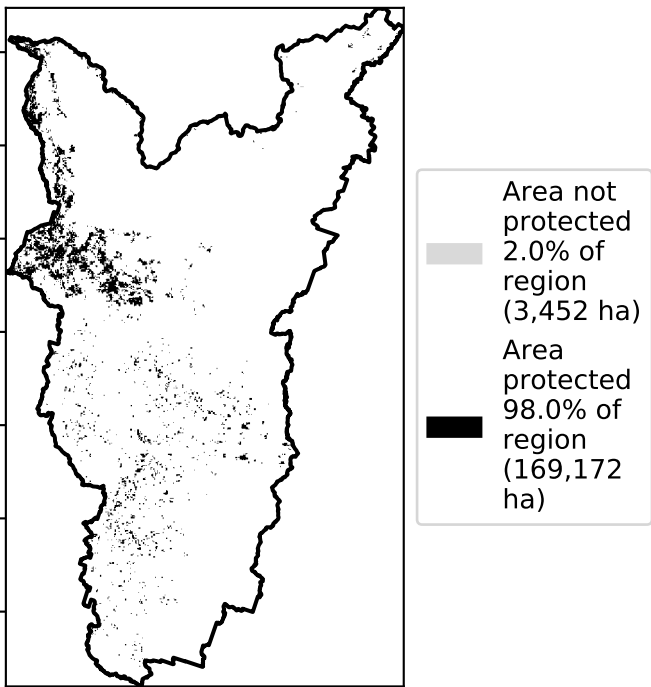 Area not
protected
2.0% of
region
(3,452 ha)
Area
protected
98.0% of
region
(169,172
ha)